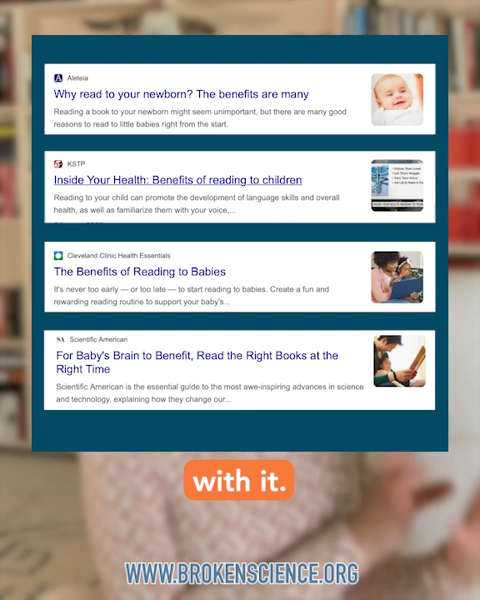 Aleteia
Why read to your newborn? The benefits are many
Reading a book to your newborn might seem unimportant, but there are many good
reasons to read to little babies right from the start.
KSTP
Inside Your Health: Benefits of reading to children
Reading to your child can promote the development of language skills and overall
health, as well as familiarize them with your voice,...
Cleveland Clinic Health Essentials
The Benefits of Reading to Babies
It's never too early — or too late — to start reading to babies. Create a fun and
rewarding reading routine to support your baby's...
SA Scientific American
For Baby's Brain to Benefit, Read the Right Books at the
Right Time
Scientific American is the essential guide to the most awe-inspiring advances in science
and technology, explaining how they change our...
with it.
WWW.BROKENSCIENCE.ORG